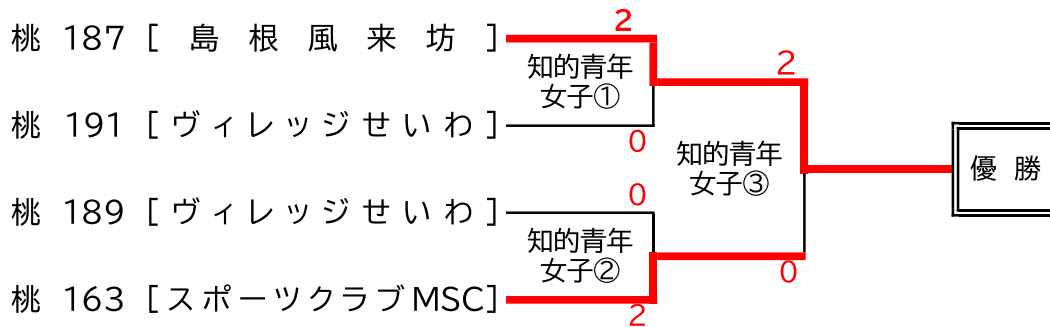 桃 187 [ 島 根 風 来 坊 ]
2
知的青年
女子①
2
桃 191 [ ヴィレッジせいわ ]
0
知的青年
女子③
優 勝
桃 189 [ ヴィレッジせいわ ]
0
知的青年
女子②
0
桃 163 [スポーツクラブMSC]
2